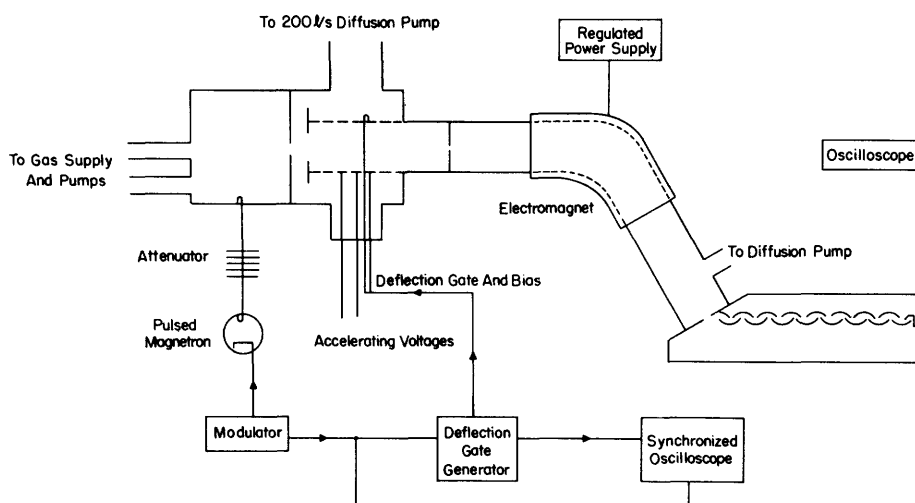 To 200ℓ/s Diffusion Pump
Regulated
Power Supply
To Gas Supply
And Pumps
Oscilloscope
Electromagnet
Attenuator
To Diffusion Pump
Deflection Gate And Bias
Pulsed
Magnetron
Accelerating Voltages
Modulator
Deflection
Gate
Generator
Synchronized
Oscilloscope